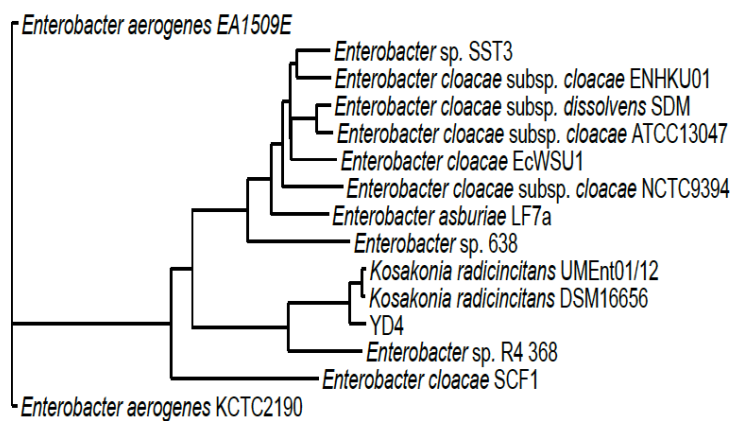 Enterobacter aerogenes EA1509E
Enterobacter sp. SST3
Enterobacter cloacae subsp. cloacae ENHKU01
Enterobacter cloacae subsp. dissolvens SDM
Enterobacter cloacae subsp. cloacae ATCC13047
Enterobacter cloacae EcWSU1
Enterobacter cloacae subsp. cloacae NCTC9394
Enterobacter asburiae LF7a
Enterobacter sp. 638
Kosakonia radicincitans UMEnt01/12
Kosakonia radicincitans DSM16656
YD4
Enterobacter sp. R4 368
Enterobacter cloacae SCF1
Enterobacter aerogenes KCTC2190